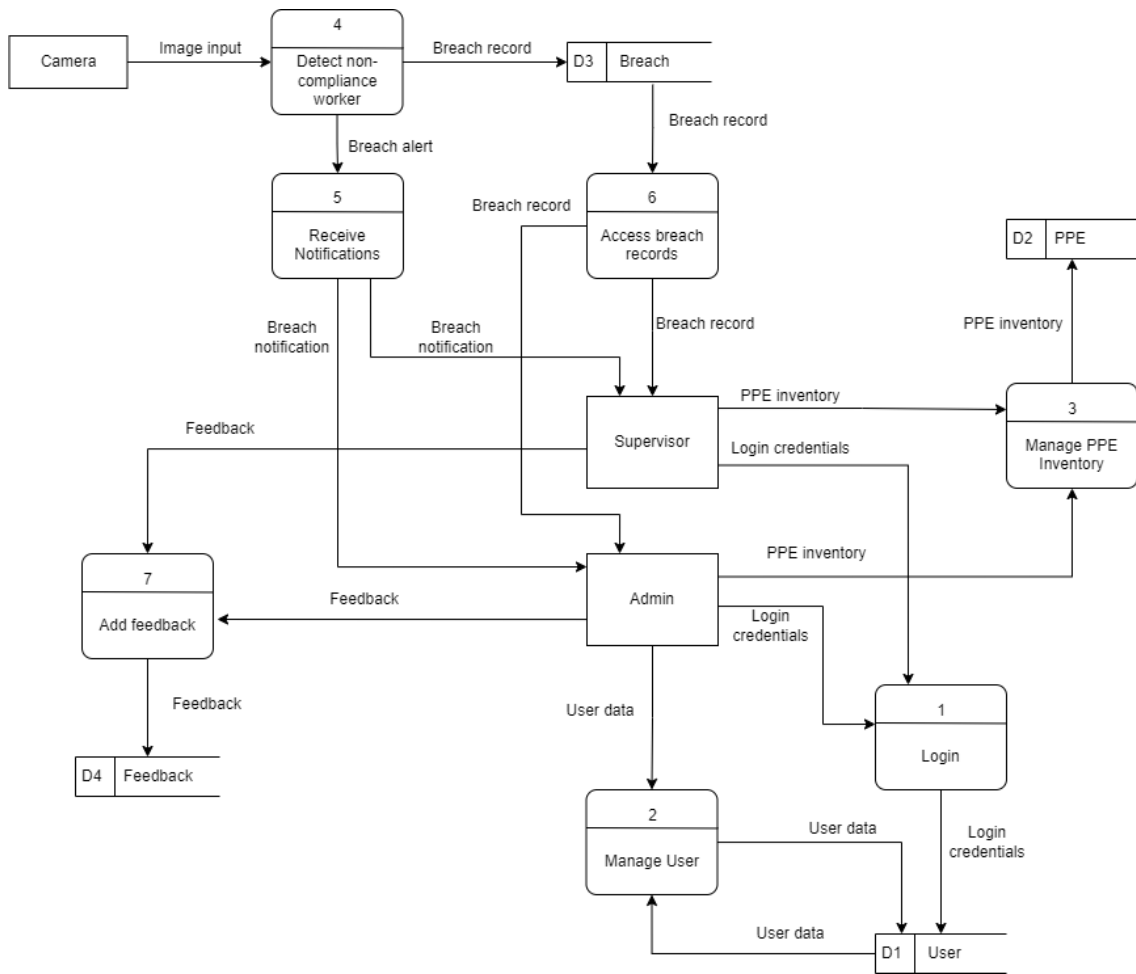 4
Image input
Breach record
Camera
Detect non-
compliance
worker
D3
Breach
Breach record
Breach alert
5
Breach record
6
Receive
Notifications
Access breach
records
D2
PPE
Breach
notification
Breach
notification
Breach record
PPE inventory
PPE inventory
3
Feedback
Supervisor
Login credentials
Manage PPE
Inventory
PPE inventory
7
Feedback
Admin
Login
credentials
Add feedback
Feedback
User data
1
Login
D4
Feedback
2
User data
Login
credentials
Manage User
User data
D1
User